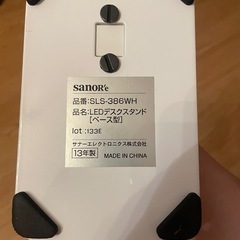 SANOR'e
品番:SLS-386WH
品名:LEDデスクスタンド
[ベース型]
lot:133E
サナーエレクトロニクス株式会社
13年製 MADE IN CHINA